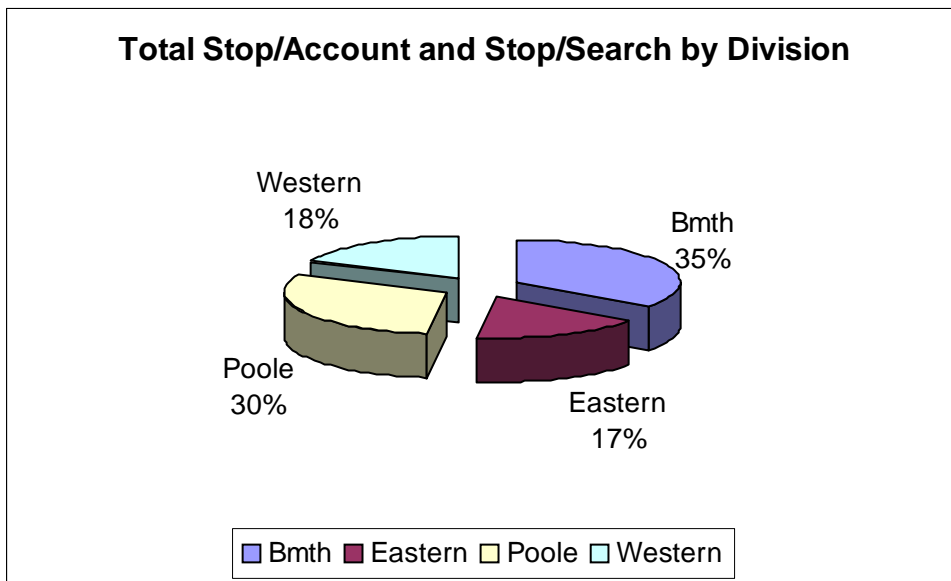 Total Stop/Account and Stop/Search by Division
Western
18%
Bmth
35%
Poole
30%
Eastern
17%
Bmth Eastern Poole Western